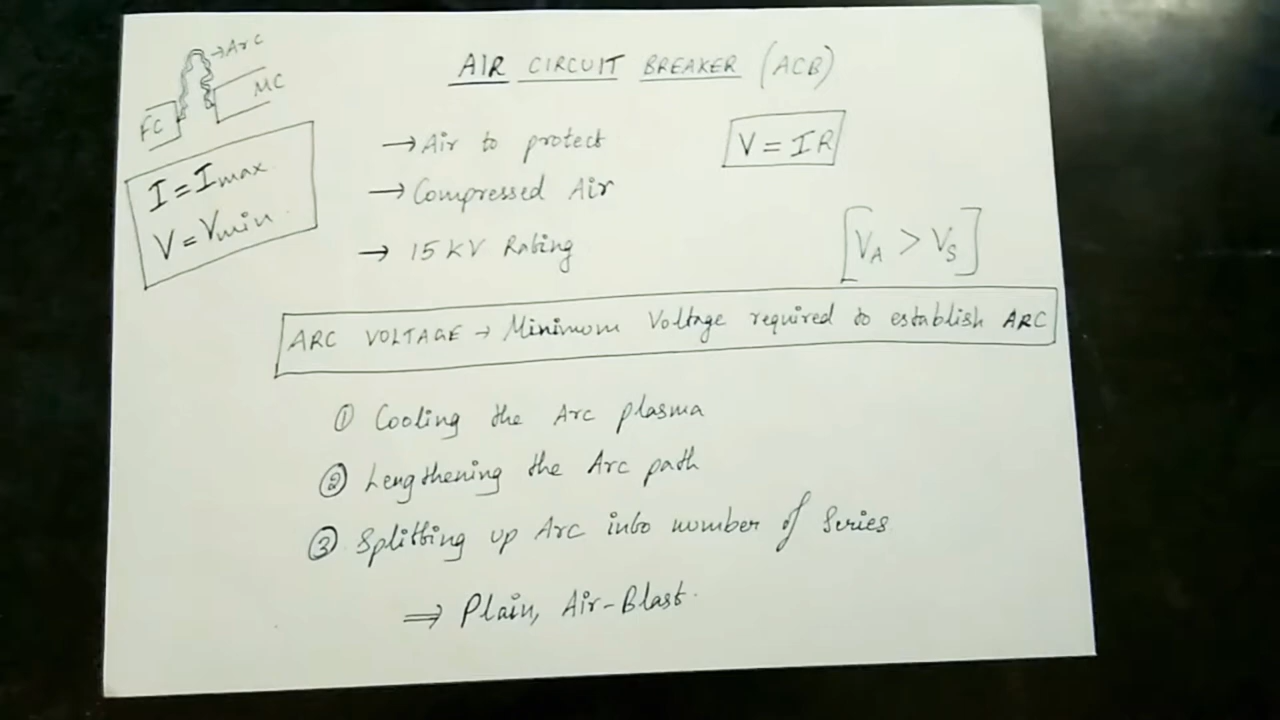 AIR CIRCUIT BREAKER (ACB)
→Arc
FC
MC
I = Imax
V = Vmin
→ Air to protect
→ Compressed Air
→ 15 KV Rating
V = IR
[VA > VS]
ARC VOLTAGE → Minimum Voltage required to establish ARC
① Cooling the Arc plasma
② Lengthening the Arc path
③ Splitting up Arc into number of Series
⇒ Plain, Air-Blast.